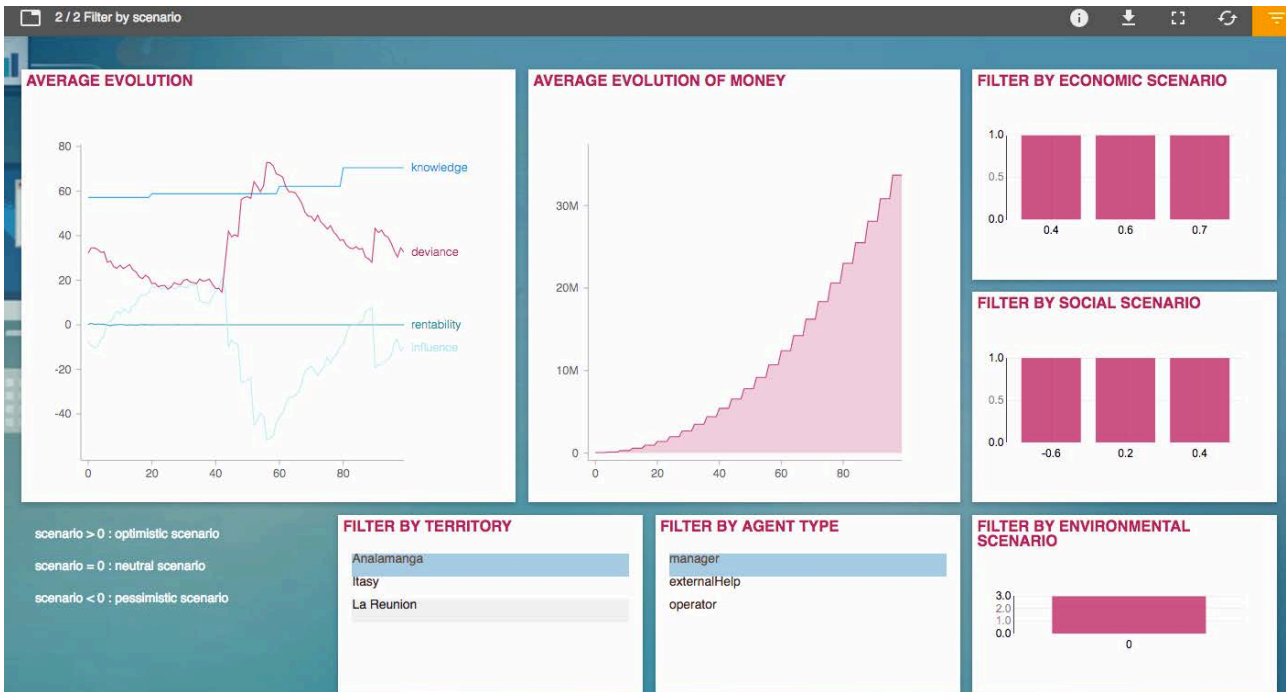 2 / 2 Filter by scenario
AVERAGE EVOLUTION
80
60
40
20
0
-20
-40
0
20
40
60
80
knowledge
deviance
rentability
influence
AVERAGE EVOLUTION OF MONEY
30M
20M
10M
0
0
20
40
60
80
FILTER BY ECONOMIC SCENARIO
1.0
0.5
0.0
0.4
0.6
0.7
FILTER BY SOCIAL SCENARIO
1.0
0.5
0.0
-0.6
0.2
0.4
scenario > 0 : optimistic scenario
scenario = 0 : neutral scenario
scenario < 0 : pessimistic scenario
FILTER BY TERRITORY
Analamanga
Itasy
La Reunion
FILTER BY AGENT TYPE
manager
externalHelp
operator
FILTER BY ENVIRONMENTAL
SCENARIO
3.0
2.0
1.0
0.0
0